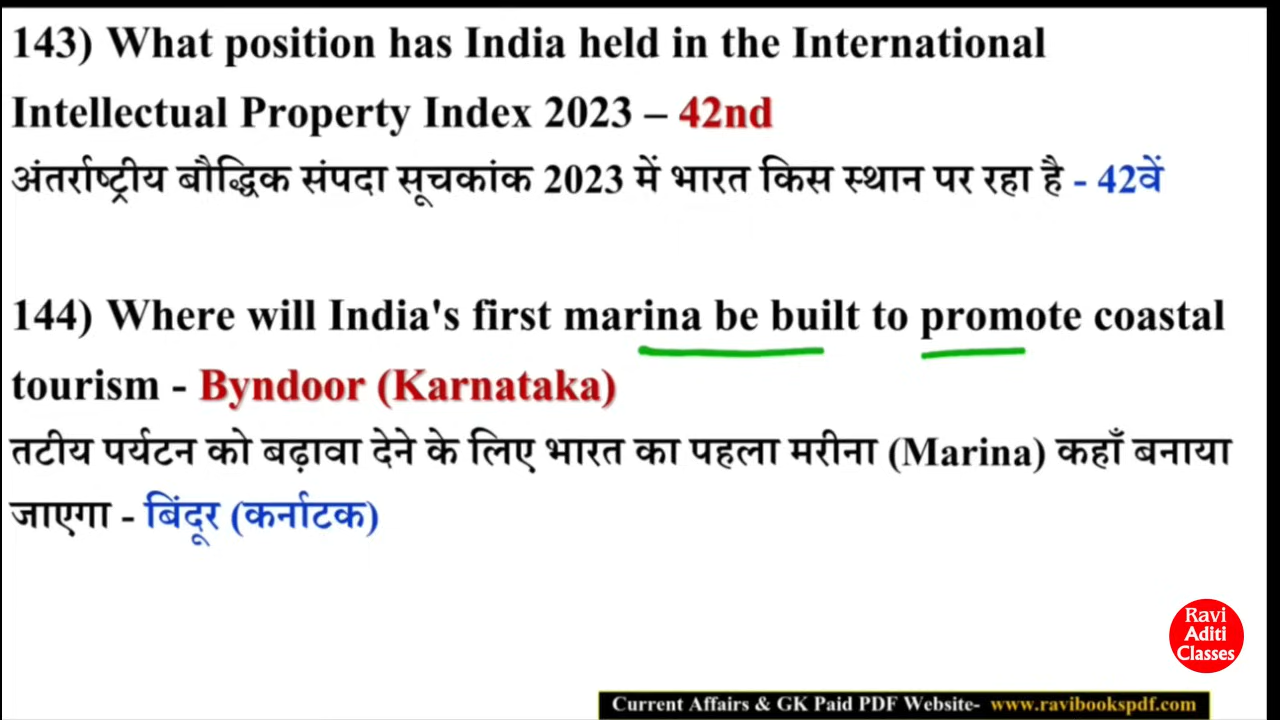 143) What position has India held in the International
Intellectual Property Index 2023 – 42nd
अंतर्राष्ट्रीय बौद्धिक संपदा सूचकांक 2023 में भारत किस स्थान पर रहा है - 42वें
144) Where will India's first marina be built to promote coastal
tourism - Byndoor (Karnataka)
तटीय पर्यटन को बढ़ावा देने के लिए भारत का पहला मरीना (Marina) कहाँ बनाया
जाएगा - बिंदूर (कर्नाटक)
Ravi
Aditi
Classes
Current Affairs & GK Paid PDF Website- www.ravibookspdf.com